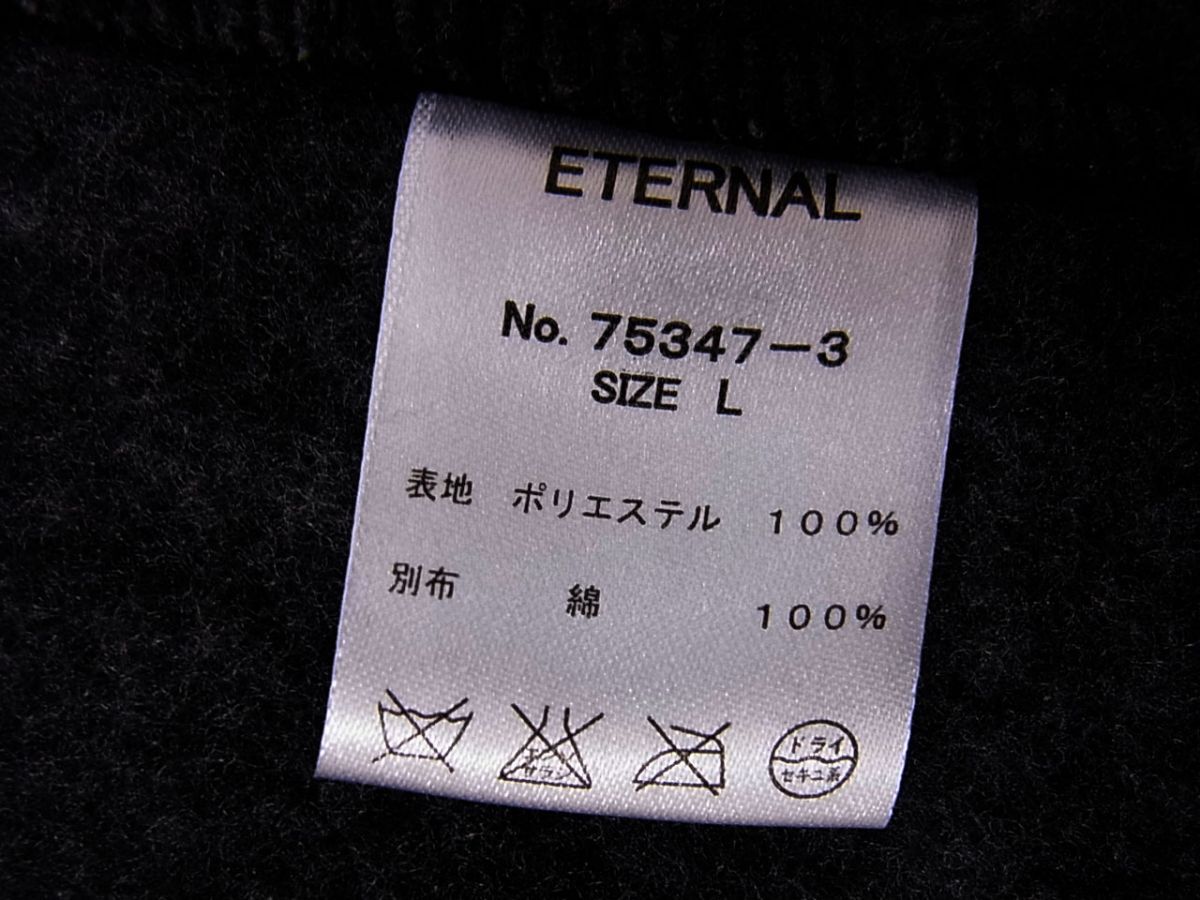 ETERNAL
No. 75347-3
SIZE L
表地 ポリエステル 100%
別布 綿 100%
エンソ
サラシ
ドライ
セキユ系